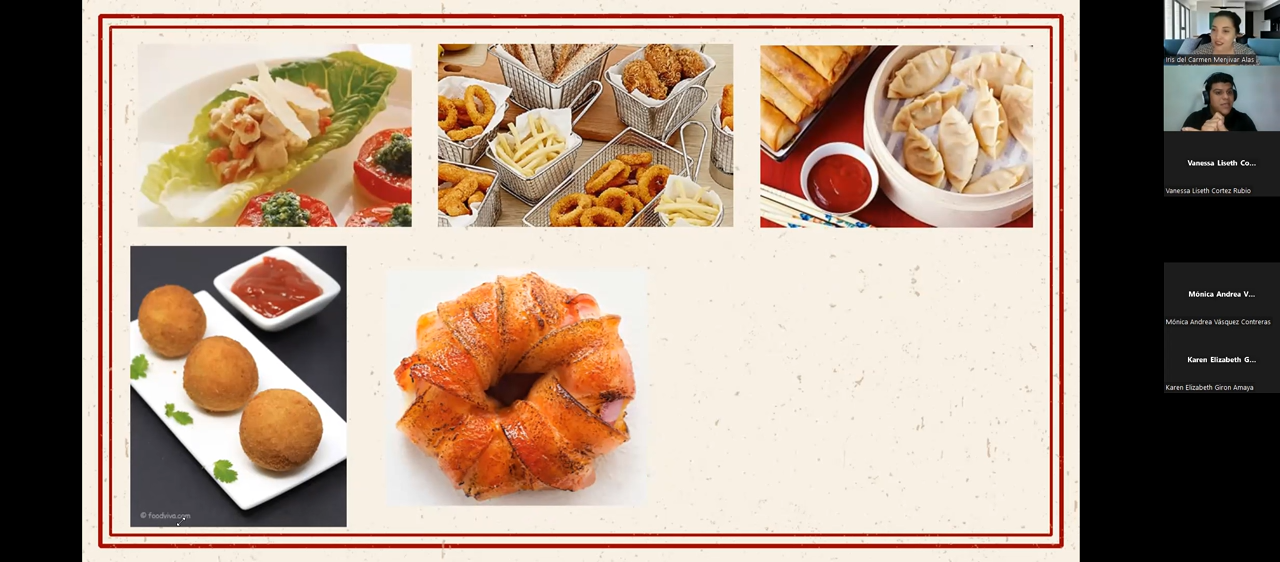 Iris del Carmen Menjivar Alas
Vanessa Liseth Co...
Vanessa Liseth Cortez Rubio
Mónica Andrea V...
Mónica Andrea Vásquez Contreras
Karen Elizabeth G...
Karen Elizabeth Giron Amaya
© foodviva.com